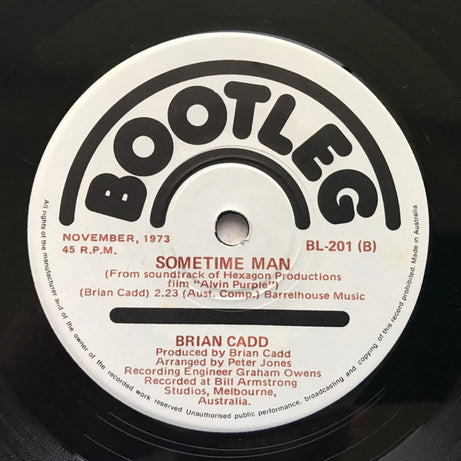 BOOTLEG
NOVEMBER, 1973
45 R.P.M.
BL-201 (B)
SOMETIME MAN
(From soundtrack of Hexagon Productions
film "Alvin Purple")
(Brian Cadd) 2.23 (Aust. Comp.) Barrelhouse Music
BRIAN CADD
Produced by Brian Cadd
Arranged by Peter Jones
Recording Engineer Graham Owens
Recorded at Bill Armstrong
Studios, Melbourne,
Australia.
All rights of the manufacturer and of the owner of the recorded work reserved Unauthorised public performance, broadcasting and copying of this record prohibited. Made in Australia